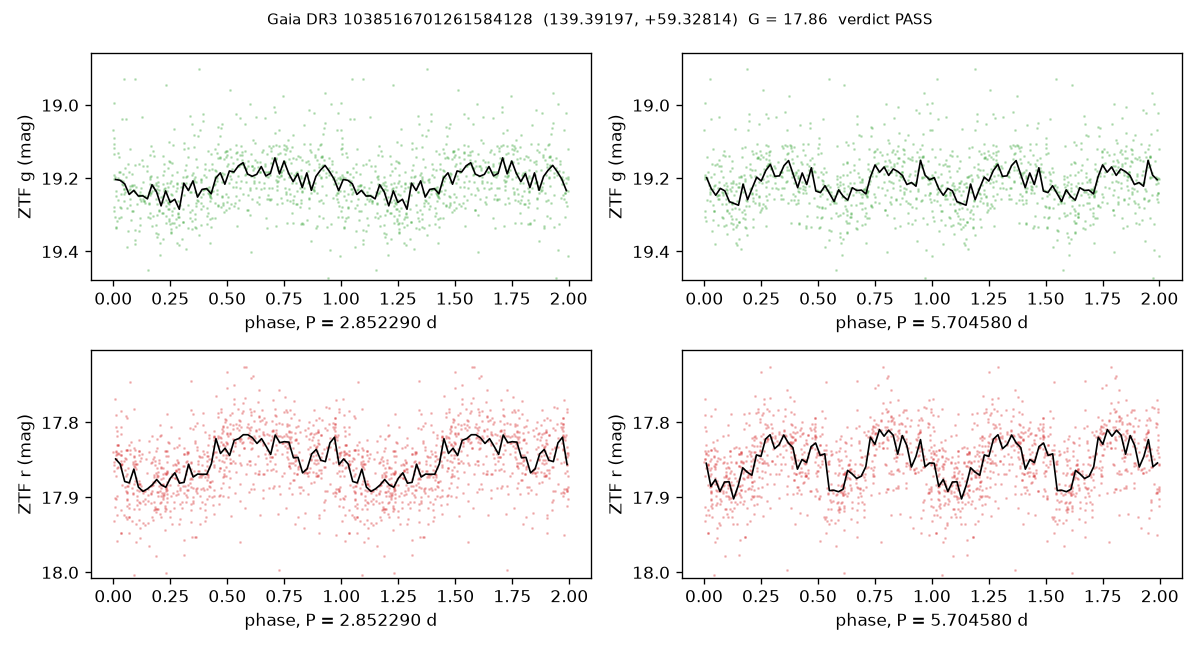 Gaia DR3 1038516701261584128  (139.39197, +59.32814)  G = 17.86  verdict PASS
ZTF g (mag)
19.0
19.2
19.4
0.00 0.25 0.50 0.75 1.00 1.25 1.50 1.75 2.00
phase, P = 2.852290 d
ZTF g (mag)
19.0
19.2
19.4
0.00 0.25 0.50 0.75 1.00 1.25 1.50 1.75 2.00
phase, P = 5.704580 d
ZTF r (mag)
17.8
17.9
18.0
0.00 0.25 0.50 0.75 1.00 1.25 1.50 1.75 2.00
phase, P = 2.852290 d
ZTF r (mag)
17.8
17.9
18.0
0.00 0.25 0.50 0.75 1.00 1.25 1.50 1.75 2.00
phase, P = 5.704580 d